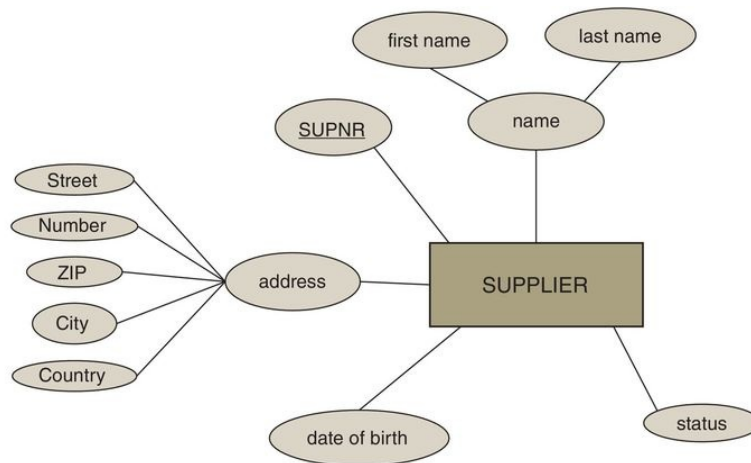 first name
last name
name
SUPNR
Street
Number
ZIP
City
Country
address
SUPPLIER
date of birth
status